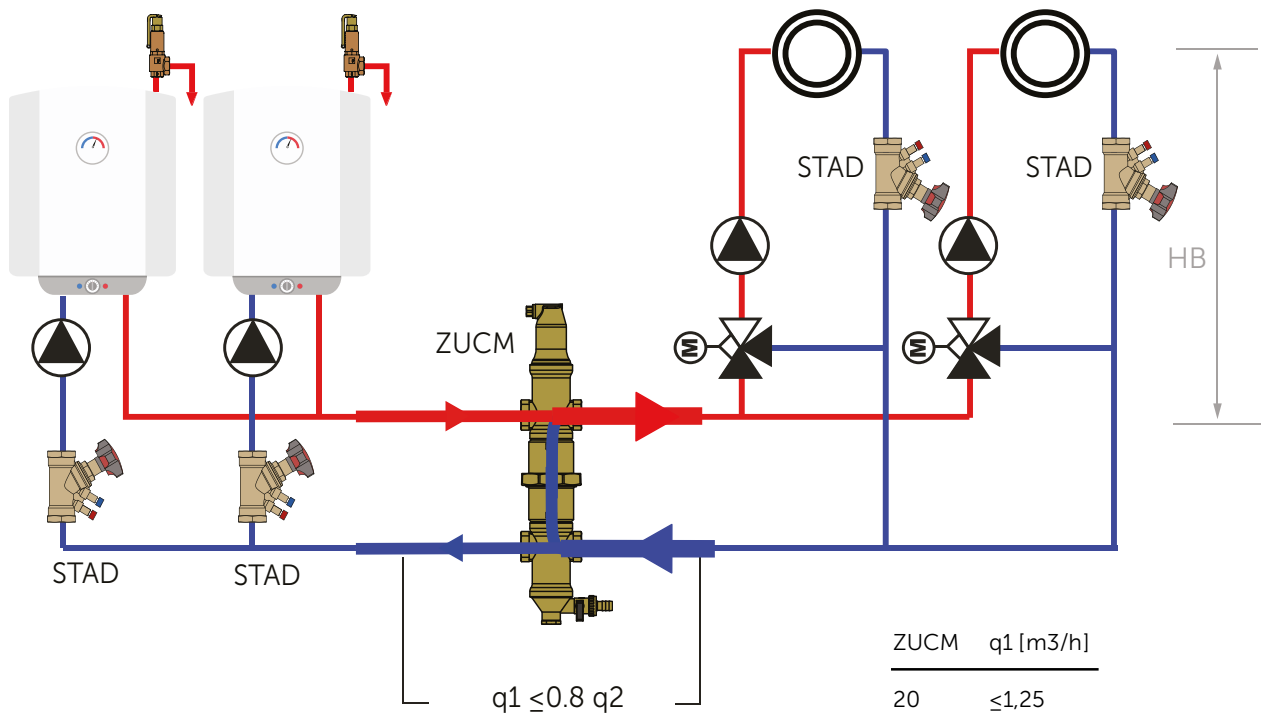 STAD
STAD
HB
M
M
ZUCM
STAD
STAD
ZUCM q1 [m3/h]
q1 ≤0.8 q2
20 ≤1,25